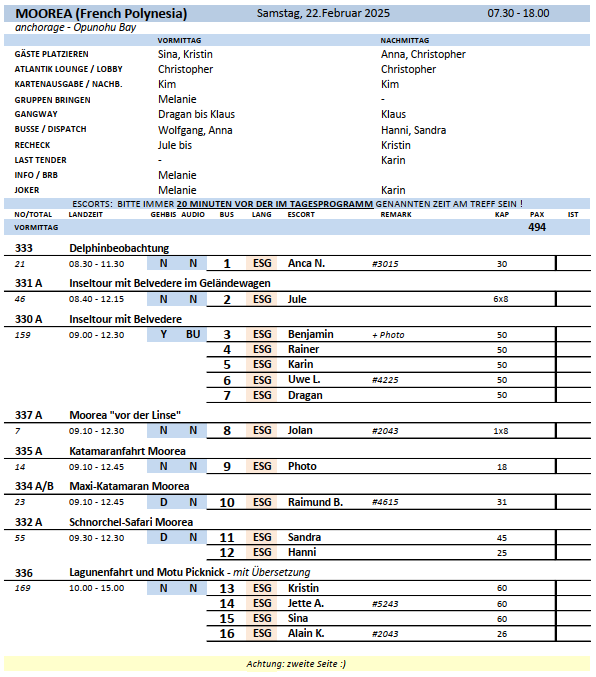 MOOREA (French Polynesia) Samstag, 22.Februar 2025 07.30 - 18.00
anchorage - Opunohu Bay
VORMITTAG NACHMITTAG
GÄSTE PLATZIEREN Sina, Kristin Anna, Christopher
ATLANTIK LOUNGE / LOBBY Christopher Christopher
KARTENAUSGABE / NACHB. Kim Kim
GRUPPEN BRINGEN Melanie -
GANGWAY Dragan bis Klaus Klaus
BUSSE / DISPATCH Wolfgang, Anna Hanni, Sandra
RECHECK Jule bis Kristin
LAST TENDER - Karin
INFO / BRB Melanie
JOKER Melanie Karin
ESCORTS: BITTE IMMER 20 MINUTEN VOR DER IM TAGESPROGRAMM GENANNTEN ZEIT AM TREFF SEIN !
NO/TOTAL LANDZEIT GEHBIS AUDIO BUS LANG ESCORT REMARK KAP PAX IST
VORMITTAG 494
333 Delphinbeobachtung
21 08.30 - 11.30 N N 1 ESG Anca N. #3015 30
331 A Inseltour mit Belvedere im Geländewagen
46 08.40 - 12.15 N N 2 ESG Jule 6x8
330 A Inseltour mit Belvedere
159 09.00 - 12.30 Y BU 3 ESG Benjamin + Photo 50
4 ESG Rainer 50
5 ESG Karin 50
6 ESG Uwe L. #4225 50
7 ESG Dragan 50
337 A Moorea "vor der Linse"
7 09.10 - 12.30 N N 8 ESG Jolan #2043 1x8
335 A Katamaranfahrt Moorea
14 09.10 - 12.45 N N 9 ESG Photo 18
334 A/B Maxi-Katamaran Moorea
23 09.10 - 12.45 D N 10 ESG Raimund B. #4615 31
332 A Schnorchel-Safari Moorea
55 09.30 - 12.30 D N 11 ESG Sandra 45
12 ESG Hanni 25
336 Lagunenfahrt und Motu Picknick - mit Übersetzung
169 10.00 - 15.00 N N 13 ESG Kristin 60
14 ESG Jette A. #5243 60
15 ESG Sina 60
16 ESG Alain K. #2043 26
Achtung: zweite Seite :)